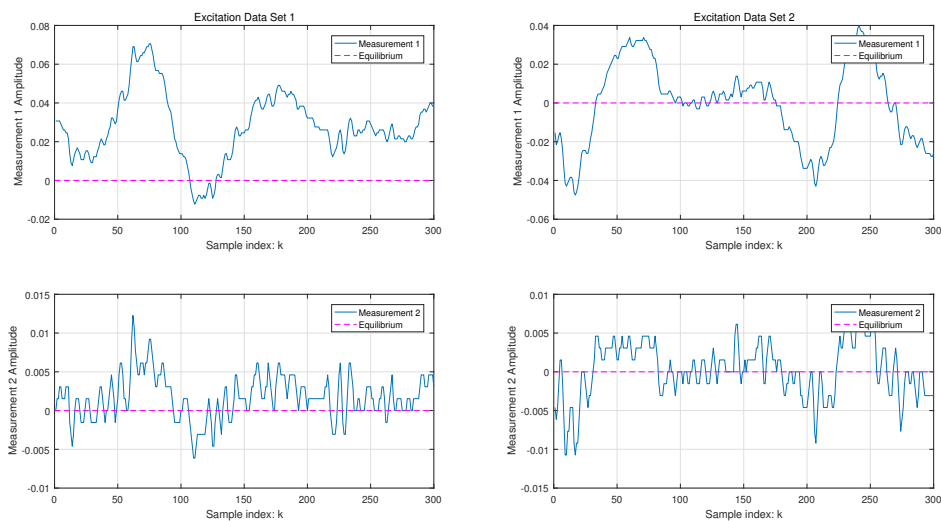 Excitation Data Set 1
0.08
0.06
0.04
0.02
0
-0.02
Measurement 1 Amplitude
Measurement 1
Equilibrium
0 50 100 150 200 250 300
Sample index: k
Excitation Data Set 2
0.04
0.02
0
-0.02
-0.04
-0.06
Measurement 1 Amplitude
Measurement 1
Equilibrium
0 50 100 150 200 250 300
Sample index: k
0.015
0.01
0.005
0
-0.005
-0.01
Measurement 2 Amplitude
Measurement 2
Equilibrium
0 50 100 150 200 250 300
Sample index: k
0.01
0.005
0
-0.005
-0.01
-0.015
Measurement 2 Amplitude
Measurement 2
Equilibrium
0 50 100 150 200 250 300
Sample index: k